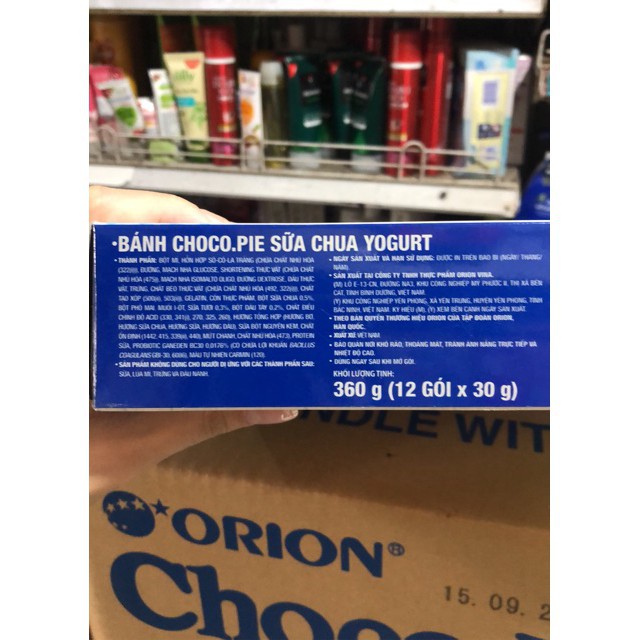 •BÁNH CHOCO.PIE SỮA CHUA YOGURT
• THÀNH PHẦN: BỘT MÌ, HỖN HỢP SÔ-CÔ-LA TRẮNG (CHỨA CHẤT NHŨ HÓA
(322(i))), ĐƯỜNG, MẠCH NHA GLUCOSE, SHORTENING THỰC VẬT (CHỨA CHẤT
NHŨ HÓA (475)), MẠCH NHA ISOMALTO OLIGO, ĐƯỜNG DEXTROSE, DẦU THỰC
VẬT, TRỨNG, CHẤT BÉO THỰC VẬT (CHỨA CHẤT NHŨ HÓA (492, 322(i))), CHẤT
TẠO XỐP (500(ii), 503(ii)), GELATIN, CỒN THỰC PHẨM, BỘT SỮA CHUA 0.5%,
BỘT PHÔ MAI, MUỐI I-ỐT, SỮA TƯƠI 0.3%, BỘT DÂU TÂY 0.2%, CHẤT ĐIỀU
CHỈNH ĐỘ ACID (330, 341(i), 270, 325, 260), HƯƠNG TỔNG HỢP (HƯƠNG BƠ,
HƯƠNG SỮA CHUA, HƯƠNG SỮA, HƯƠNG DÂU), SỮA BỘT NGUYÊN KEM, CHẤT
ỔN ĐỊNH (1442, 415, 339(ii), 440), MỨT CHANH, CHẤT NHŨ HÓA (473), PROTEIN
SỮA, PROBIOTIC GANEDEN BC30 0,0176% (CÓ CHỨA LỢI KHUẨN BACILLUS
COAGULANS GBI-30, 6086), MÀU TỰ NHIÊN CARMIN (120).
• SẢN PHẨM KHÔNG DÙNG CHO NGƯỜI DỊ ỨNG VỚI CÁC THÀNH PHẦN SAU:
SỮA, LÚA MÌ, TRỨNG VÀ ĐẬU NÀNH.
• NGÀY SẢN XUẤT VÀ HẠN SỬ DỤNG: ĐƯỢC IN TRÊN BAO BÌ (NGÀY/ THÁNG/
NĂM).
• SẢN XUẤT TẠI CÔNG TY TNHH THỰC PHẨM ORION VINA.
(M) LÔ E-13-CN, ĐƯỜNG NA3, KHU CÔNG NGHIỆP MỸ PHƯỚC II, THỊ XÃ BẾN
CÁT, TỈNH BÌNH DƯƠNG, VIỆT NAM.
(Y) KHU CÔNG NGHIỆP YÊN PHONG, XÃ YÊN TRUNG, HUYỆN YÊN PHONG, TỈNH
BẮC NINH, VIỆT NAM. KÝ HIỆU (M), (Y) XEM BÊN CẠNH NGÀY SẢN XUẤT.
• THEO BẢN QUYỀN THƯƠNG HIỆU ORION CỦA TẬP ĐOÀN ORION,
HÀN QUỐC.
• XUẤT XỨ: VIỆT NAM
• BẢO QUẢN NƠI KHÔ RÁO, THOÁNG MÁT, TRÁNH ÁNH NẮNG TRỰC TIẾP VÀ
NHIỆT ĐỘ CAO.
• DÙNG NGAY SAU KHI MỞ GÓI.
KHỐI LƯỢNG TỊNH:
360 g (12 GÓI x 30 g)
NDLE WIT
ORION®
Choco
15. 09. 2